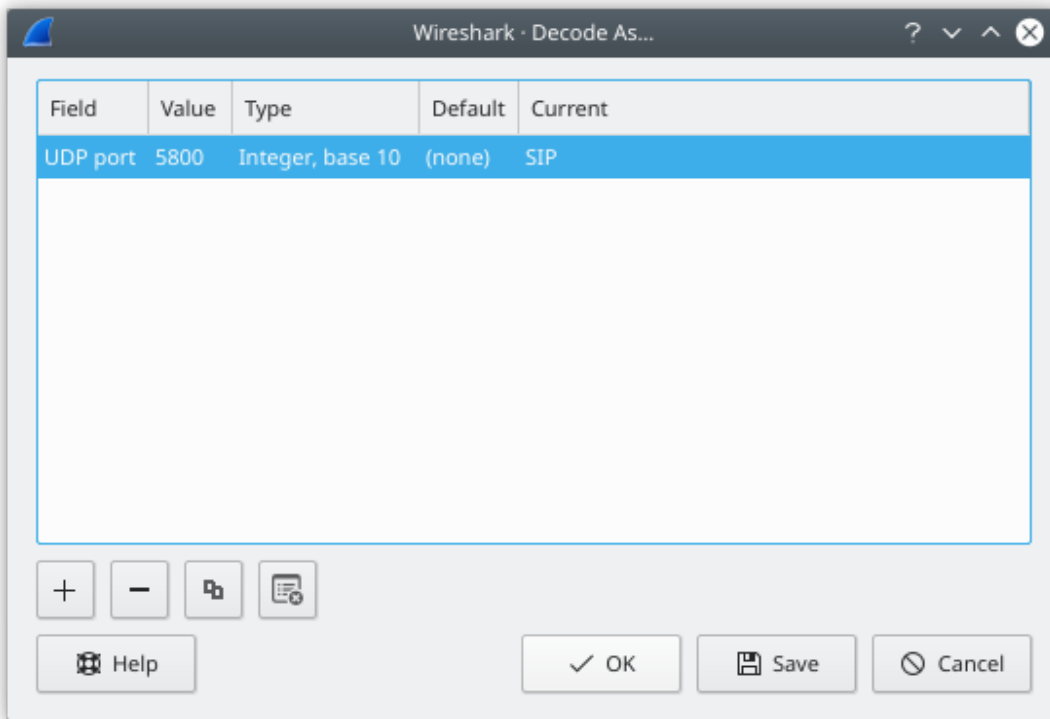 Wireshark · Decode As...
Field Value Type Default Current
UDP port 5800 Integer, base 10 (none) SIP
Help OK Save Cancel